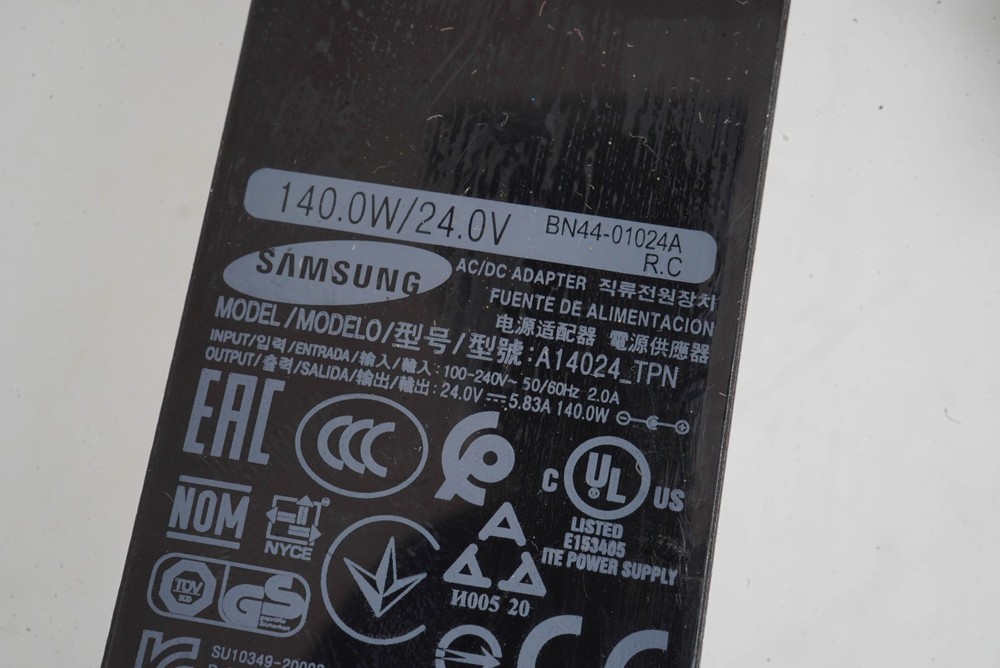 140.0W/24.0V BN44-01024A
R.C
SAMSUNG AC/DC ADAPTER 직류전원장치
FUENTE DE ALIMENTACION
电源适配器 電源供應器
MODEL/MODELO/型号/型號:A14024_TPN
INPUT/입력/ENTRADA/输入/輸入:100-240V~ 50/60Hz 2.0A
OUTPUT/출력/SALIDA/输出/輸出:24.0V⎓5.83A 140.0W
EAC
CCC
C UL US
LISTED
E153405
ITE POWER SUPPLY
NOM
NYCE
И005 20
TÜV
GS
SU10349-